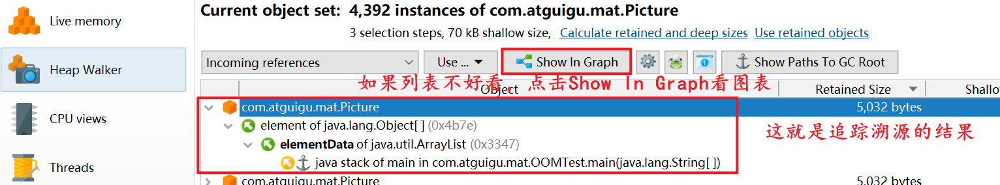 Current object set: 4,392 instances of com.atguigu.mat.Picture
Live memory
3 selection steps, 70 kB shallow size, Calculate retained and deep sizes Use retained objects
Heap Walker
Incoming references Use ... Show In Graph Show Paths To GC Root
如果列表不好看，点击Show In Graph看图表
Object Retained Size Shallo
com.atguigu.mat.Picture 5,032 bytes
CPU views
element of java.lang.Object[ ] (0x4b7e)
这就是追踪溯源的结果
elementData of java.util.ArrayList (0x3347)
java stack of main in com.atguigu.mat.OOMTest.main(java.lang.String[ ])
Threads
com.atguigu.mat.Picture 5,032 bytes